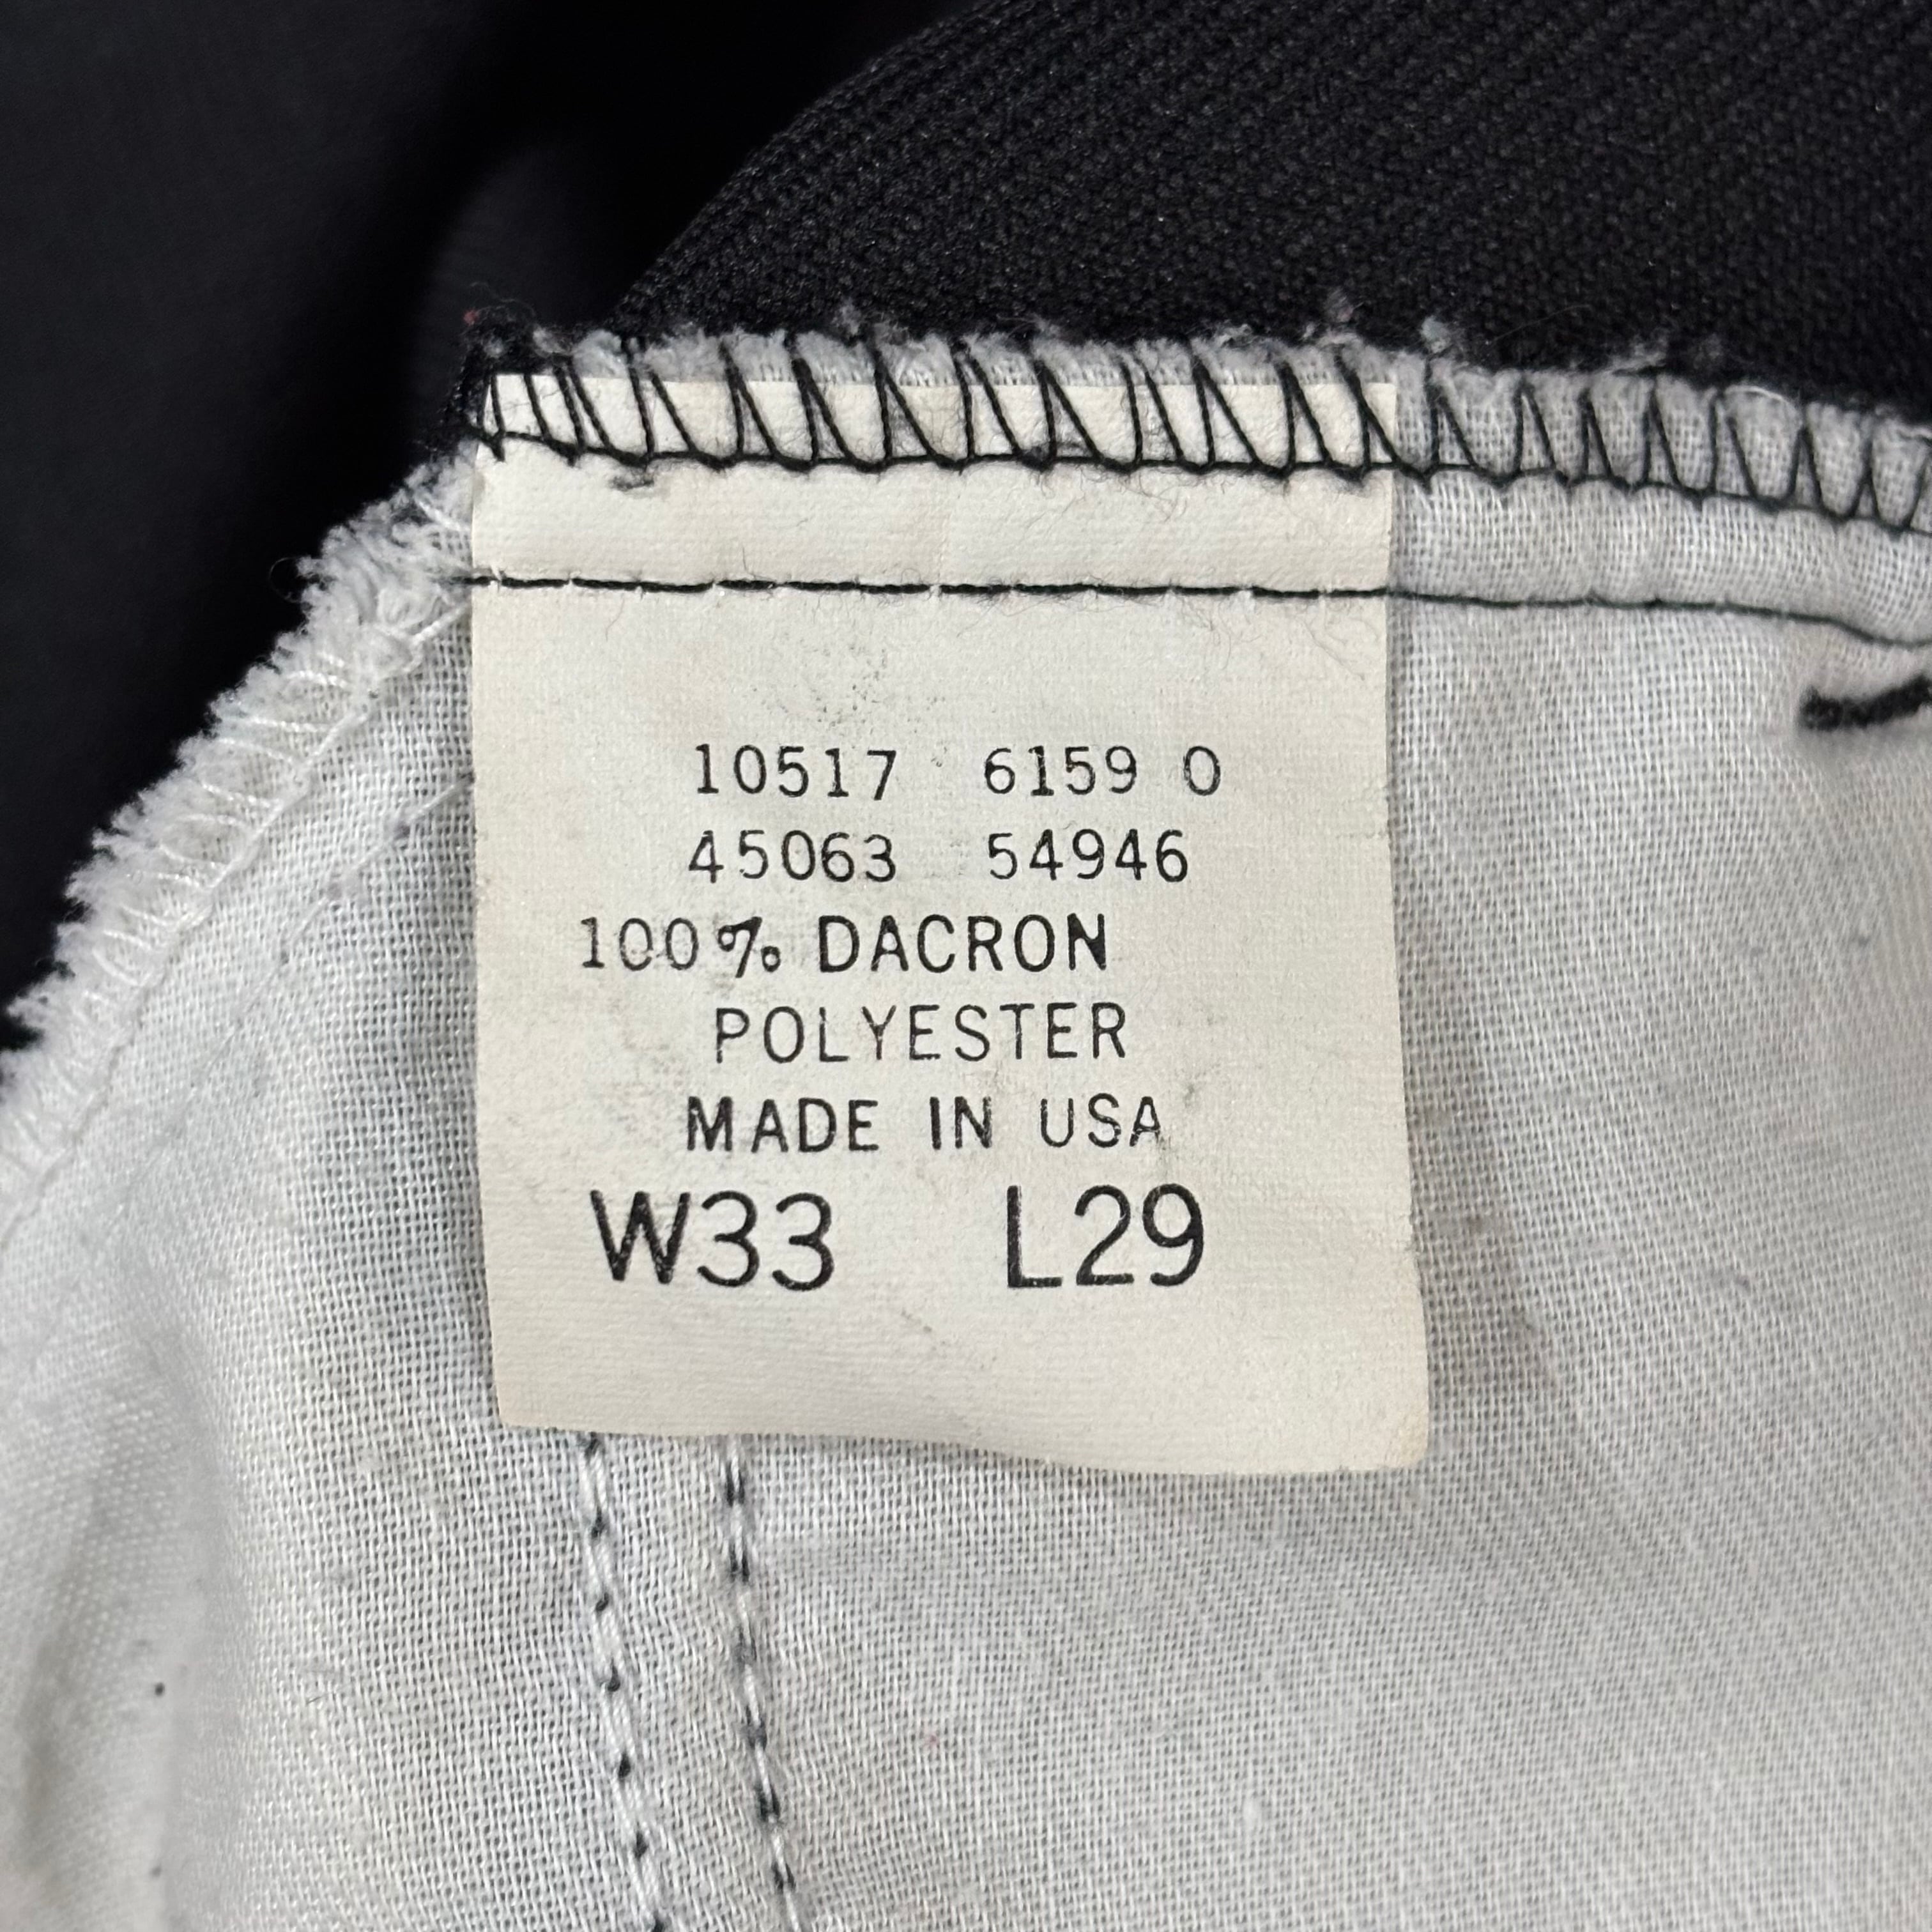 10517 6159 0
45063 54946
100% DACRON
POLYESTER
MADE IN USA
W33 L29